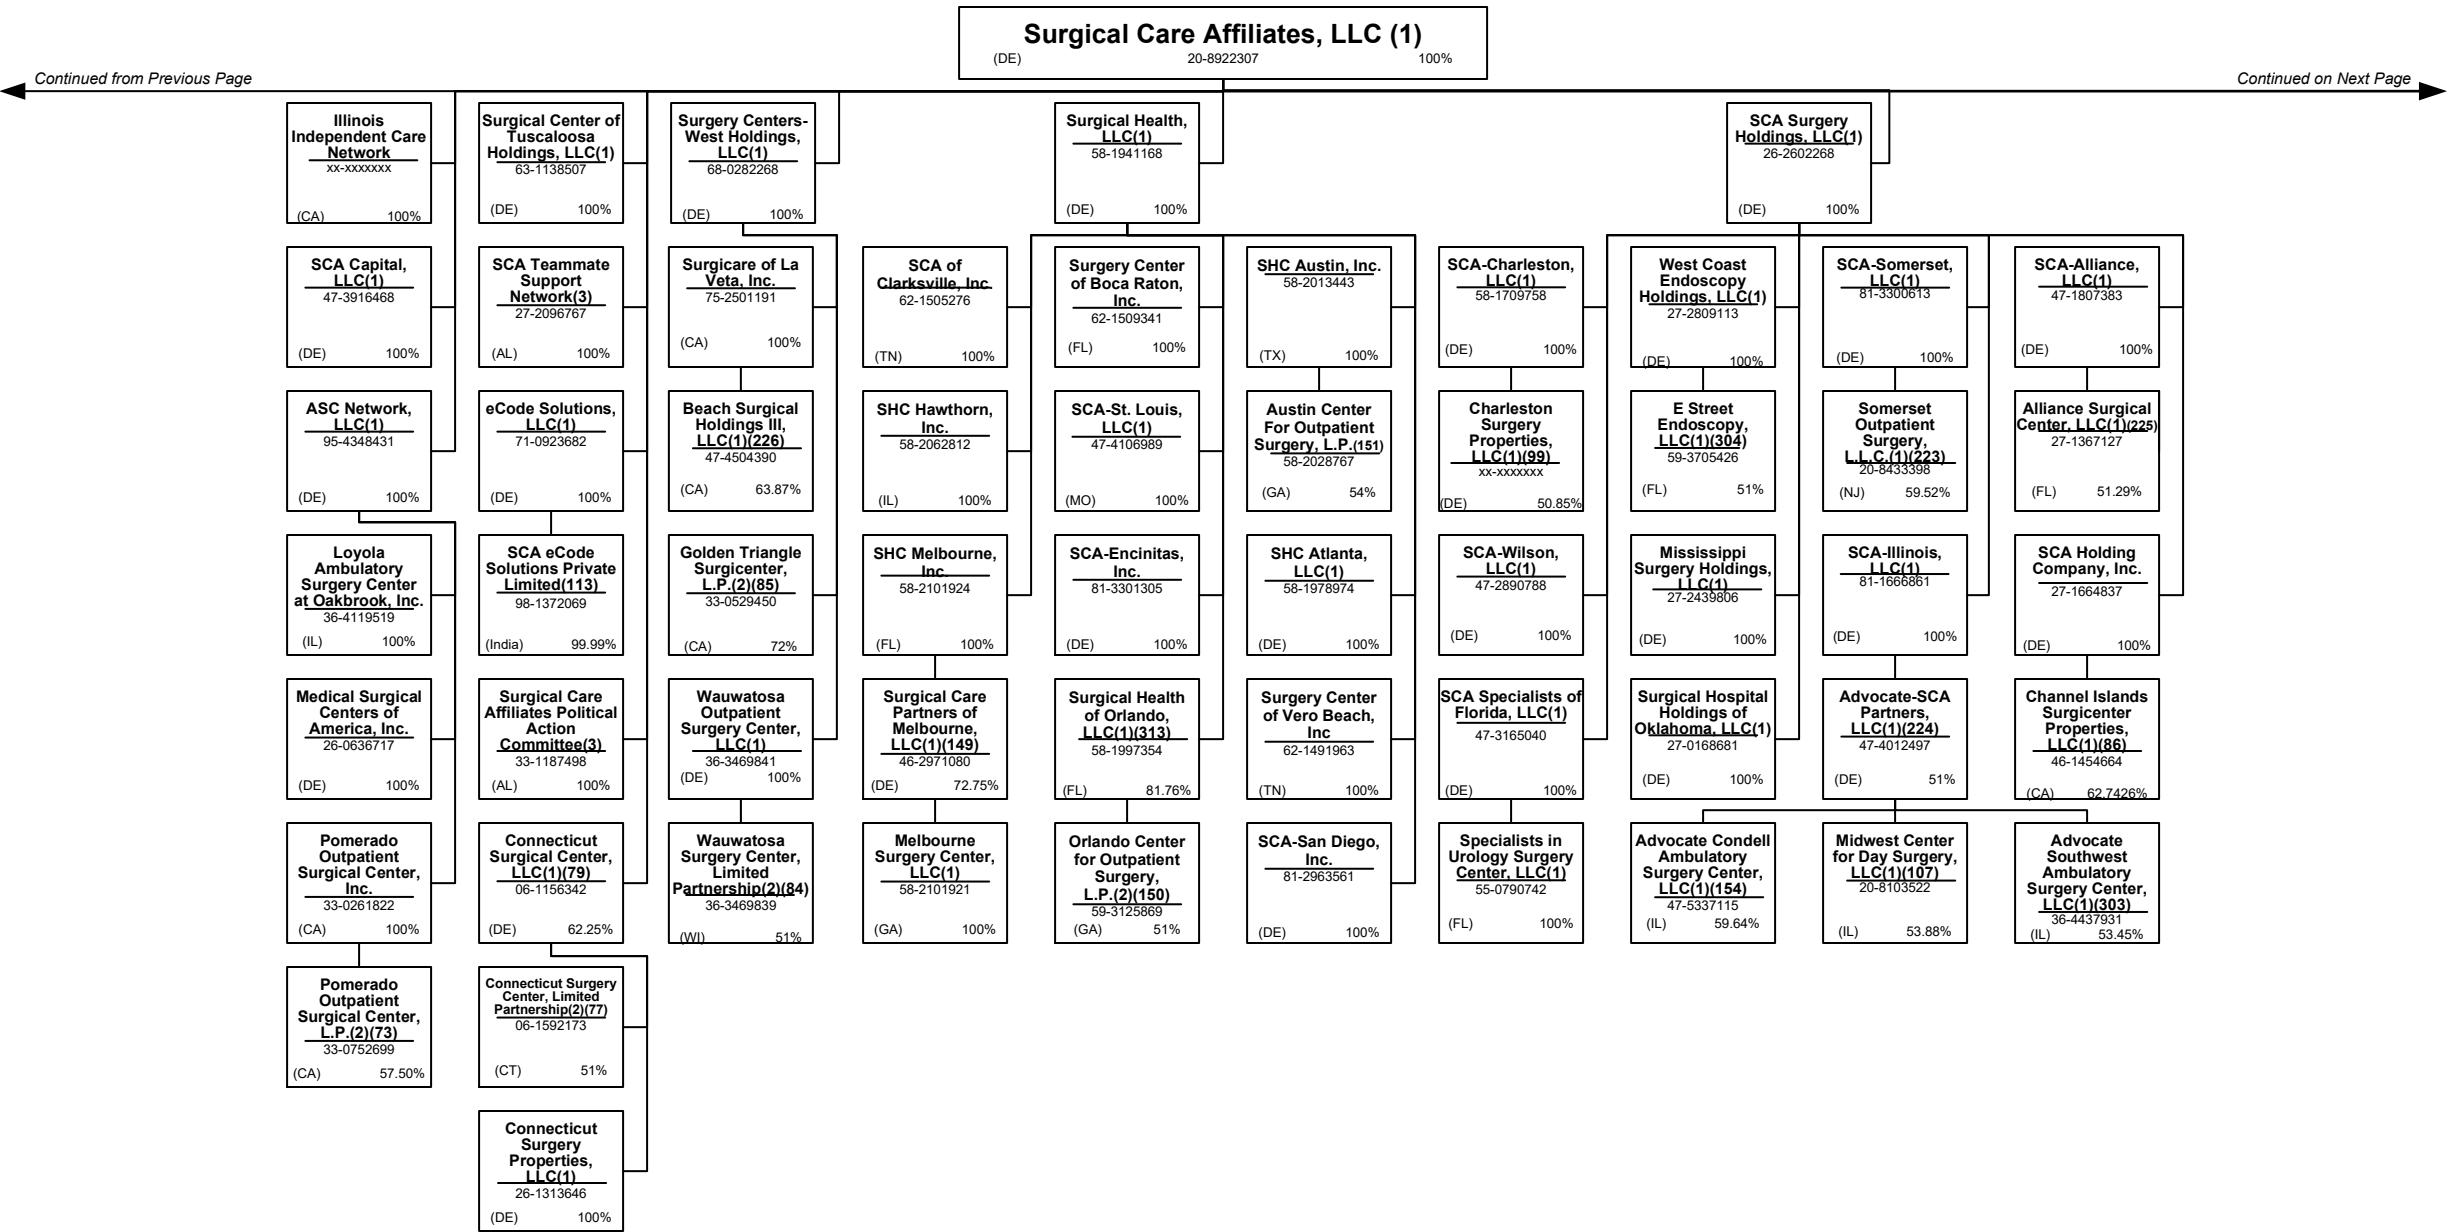 Surgical Care Affiliates, LLC (1)
(DE) 20-8922307 100%
Continued from Previous Page
Continued on Next Page
Illinois
Independent Care
Network
xx-xxxxxxx
(CA) 100%
Surgical Center of
Tuscaloosa
Holdings, LLC(1)
63-1138507
(DE) 100%
Surgery Centers-
West Holdings,
LLC(1)
68-0282268
(DE) 100%
Surgical Health,
LLC(1)
58-1941168
(DE) 100%
SCA Surgery
Holdings, LLC(1)
26-2602268
(DE) 100%
SCA Capital,
LLC(1)
47-3916468
(DE) 100%
SCA Teammate
Support
Network(3)
27-2096767
(AL) 100%
Surgicare of La
Veta, Inc.
75-2501191
(CA) 100%
SCA of
Clarksville, Inc.
62-1505276
(TN) 100%
Surgery Center
of Boca Raton,
Inc.
62-1509341
(FL) 100%
SHC Austin, Inc.
58-2013443
(TX) 100%
SCA-Charleston,
LLC(1)
58-1709758
(DE) 100%
West Coast
Endoscopy
Holdings, LLC(1)
27-2809113
(DE) 100%
SCA-Somerset,
LLC(1)
81-3300613
(DE) 100%
SCA-Alliance,
LLC(1)
47-1807383
(DE) 100%
ASC Network,
LLC(1)
95-4348431
(DE) 100%
eCode Solutions,
LLC(1)
71-0923682
(DE) 100%
Beach Surgical
Holdings III,
LLC(1)(226)
47-4504390
(CA) 63.87%
SHC Hawthorn,
Inc.
58-2062812
(IL) 100%
SCA-St. Louis,
LLC(1)
47-4106989
(MO) 100%
Austin Center
For Outpatient
Surgery, L.P.(151)
58-2028767
(GA) 54%
Charleston
Surgery
Properties,
LLC(1)(99)
xx-xxxxxxx
(DE) 50.85%
E Street
Endoscopy,
LLC(1)(304)
59-3705426
(FL) 51%
Somerset
Outpatient
Surgery,
L.L.C.(1)(223)
20-8433398
(NJ) 59.52%
Alliance Surgical
Center, LLC(1)(225)
27-1367127
(FL) 51.29%
Loyola
Ambulatory
Surgery Center
at Oakbrook, Inc.
36-4119519
(IL) 100%
SCA eCode
Solutions Private
Limited(113)
98-1372069
(India) 99.99%
Golden Triangle
Surgicenter,
L.P.(2)(85)
33-0529450
(CA) 72%
SHC Melbourne,
Inc.
58-2101924
(FL) 100%
SCA-Encinitas,
Inc.
81-3301305
(DE) 100%
SHC Atlanta,
LLC(1)
58-1978974
(DE) 100%
SCA-Wilson,
LLC(1)
47-2890788
(DE) 100%
Mississippi
Surgery Holdings,
LLC(1)
27-2439806
(DE) 100%
SCA-Illinois,
LLC(1)
81-1666861
(DE) 100%
SCA Holding
Company, Inc.
27-1664837
(DE) 100%
Medical Surgical
Centers of
America, Inc.
26-0636717
(DE) 100%
Surgical Care
Affiliates Political
Action
Committee(3)
33-1187498
(AL) 100%
Wauwatosa
Outpatient
Surgery Center,
LLC(1)
36-3469841
(DE) 100%
Surgical Care
Partners of
Melbourne,
LLC(1)(149)
46-2971080
(DE) 72.75%
Surgical Health
of Orlando,
LLC(1)(313)
58-1997354
(FL) 81.76%
Surgery Center
of Vero Beach,
Inc
62-1491963
(TN) 100%
SCA Specialists of
Florida, LLC(1)
47-3165040
(DE) 100%
Surgical Hospital
Holdings of
Oklahoma, LLC(1)
27-0168681
(DE) 100%
Advocate-SCA
Partners,
LLC(1)(224)
47-4012497
(DE) 51%
Channel Islands
Surgicenter
Properties,
LLC(1)(86)
46-1454664
(CA) 62.7426%
Pomerado
Outpatient
Surgical Center,
Inc.
33-0261822
(CA) 100%
Connecticut
Surgical Center,
LLC(1)(79)
06-1156342
(DE) 62.25%
Wauwatosa
Surgery Center,
Limited
Partnership(2)(84)
36-3469839
(WI) 51%
Melbourne
Surgery Center,
LLC(1)
58-2101921
(GA) 100%
Orlando Center
for Outpatient
Surgery,
L.P.(2)(150)
59-3125869
(GA) 51%
SCA-San Diego,
Inc.
81-2963561
(DE) 100%
Specialists in
Urology Surgery
Center, LLC(1)
55-0790742
(FL) 100%
Advocate Condell
Ambulatory
Surgery Center,
LLC(1)(154)
47-5337115
(IL) 59.64%
Midwest Center
for Day Surgery,
LLC(1)(107)
20-8103522
(IL) 53.88%
Advocate
Southwest
Ambulatory
Surgery Center,
LLC(1)(303)
36-4437931
(IL) 53.45%
Pomerado
Outpatient
Surgical Center,
L.P.(2)(73)
33-0752699
(CA) 57.50%
Connecticut Surgery
Center, Limited
Partnership(2)(77)
06-1592173
(CT) 51%
Connecticut
Surgery
Properties,
LLC(1)
26-1313646
(DE) 100%